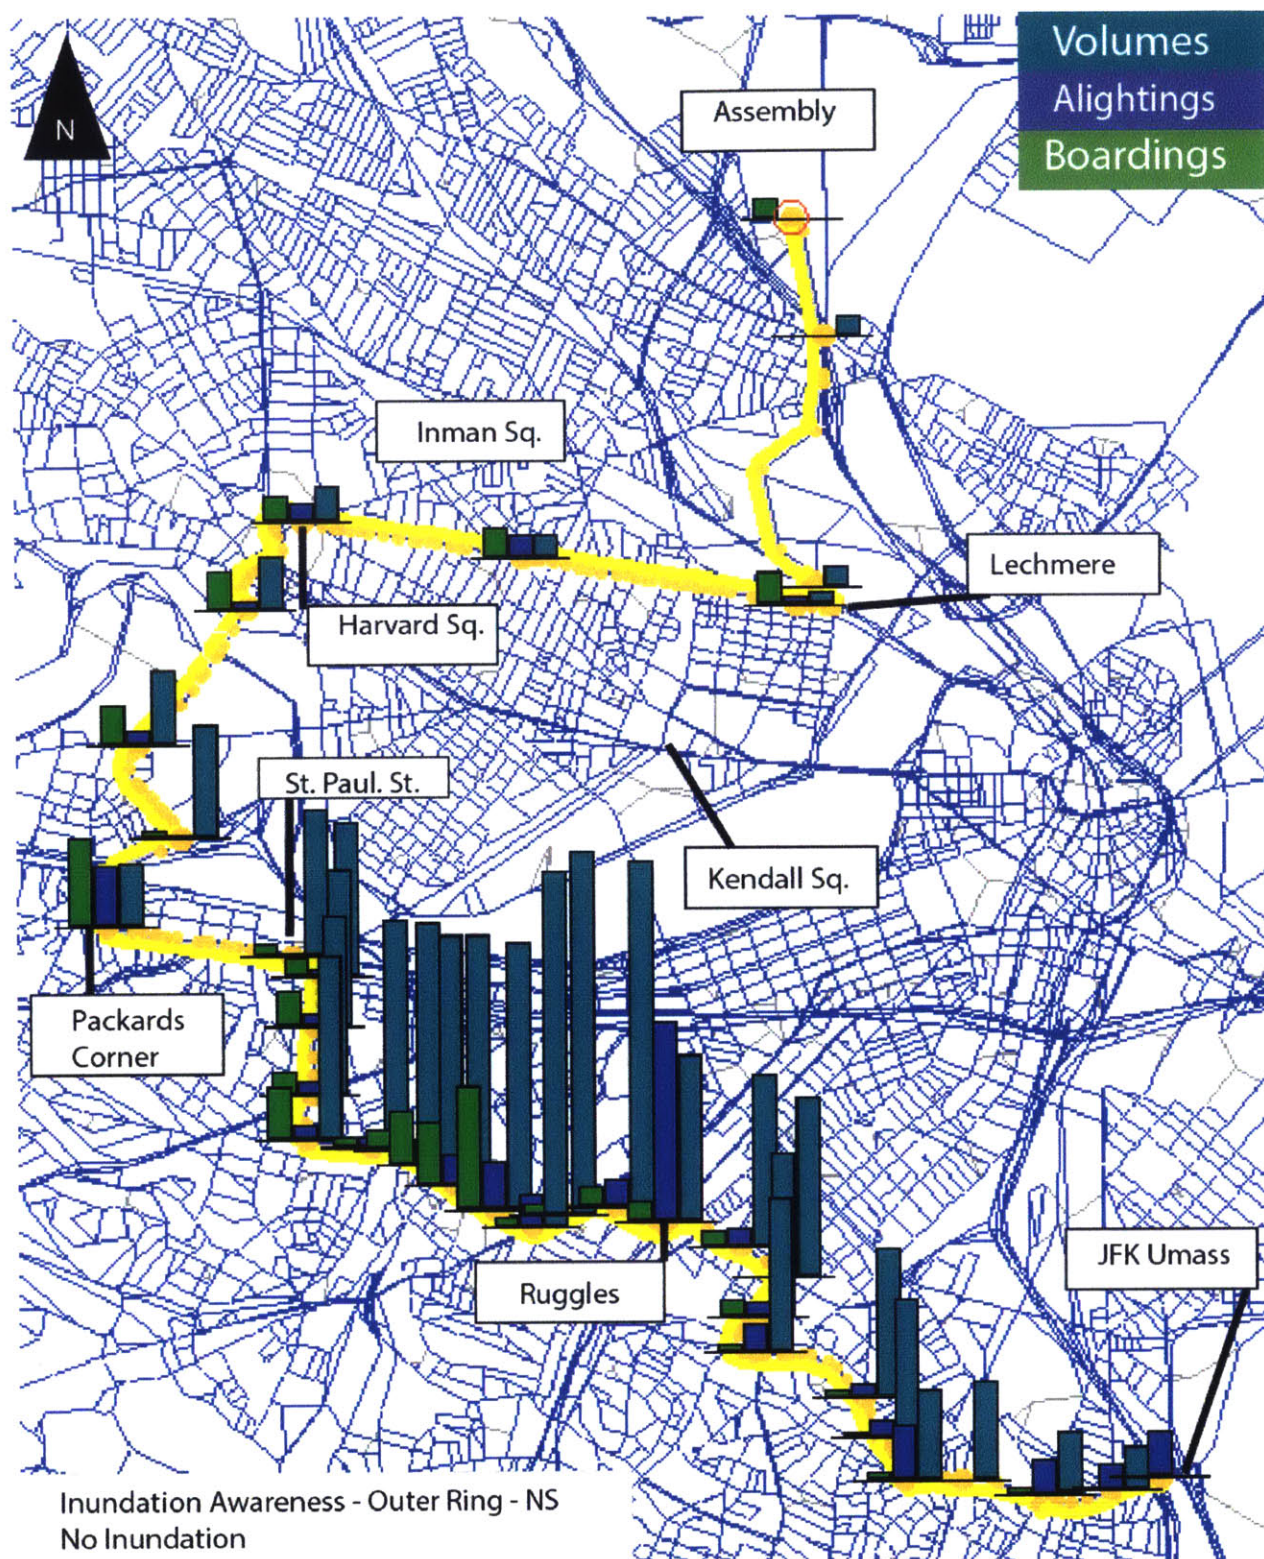 Volumes
Alightings
Boardings
N
Assembly
Inman Sq.
Lechmere
Harvard Sq.
St. Paul. St.
Kendall Sq.
Packards
Corner
JFK Umass
Ruggles
Inundation Awareness - Outer Ring - NS
No Inundation